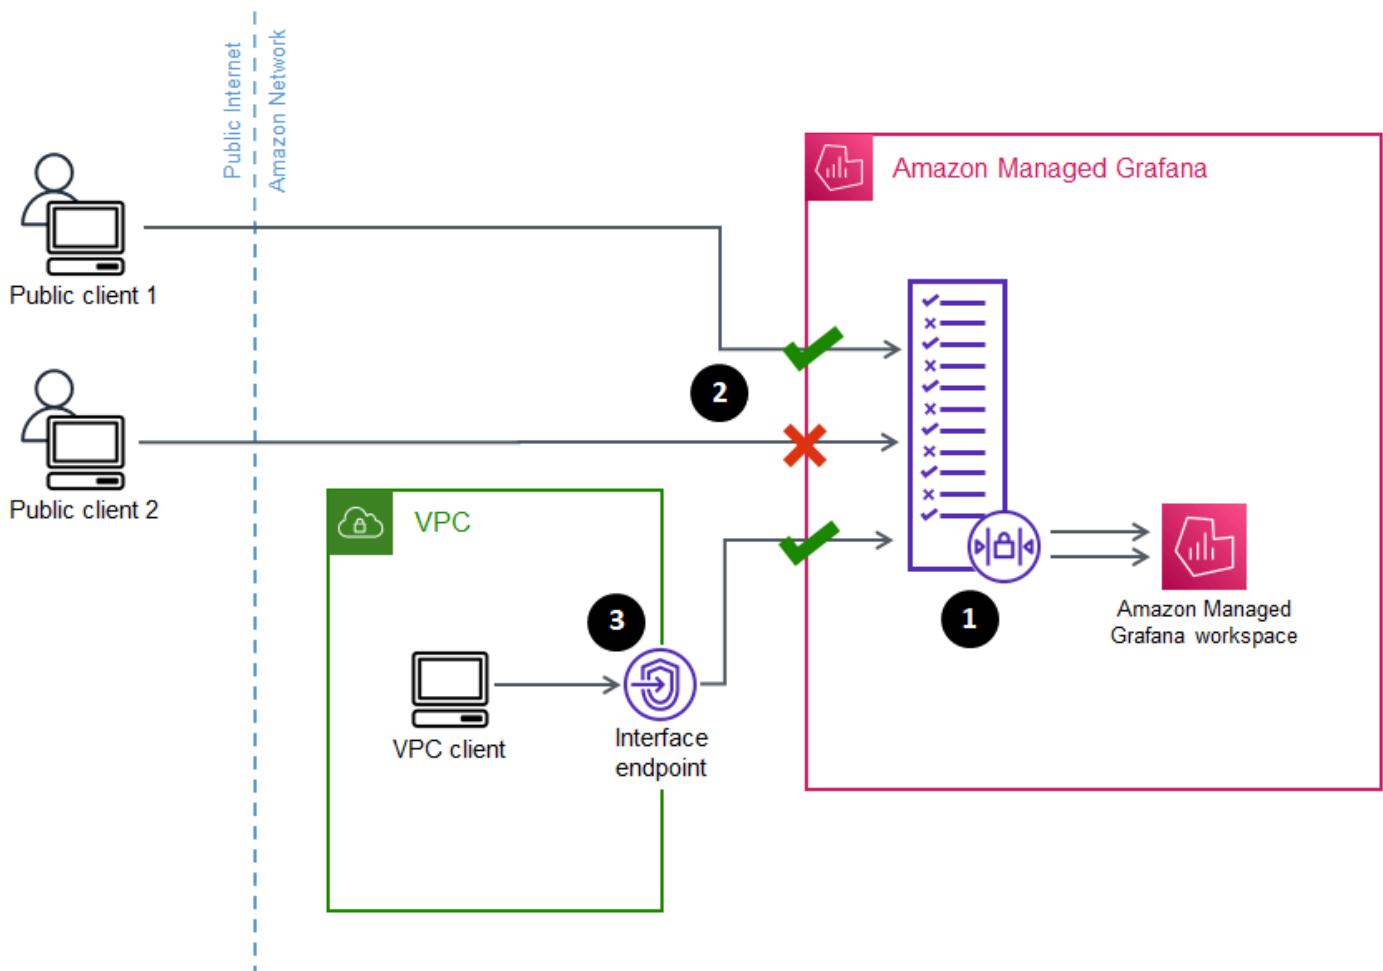 Public Internet
Amazon Network
Amazon Managed Grafana
Public client 1
2
Public client 2
VPC
3
1
Amazon Managed
Grafana workspace
VPC client
Interface
endpoint